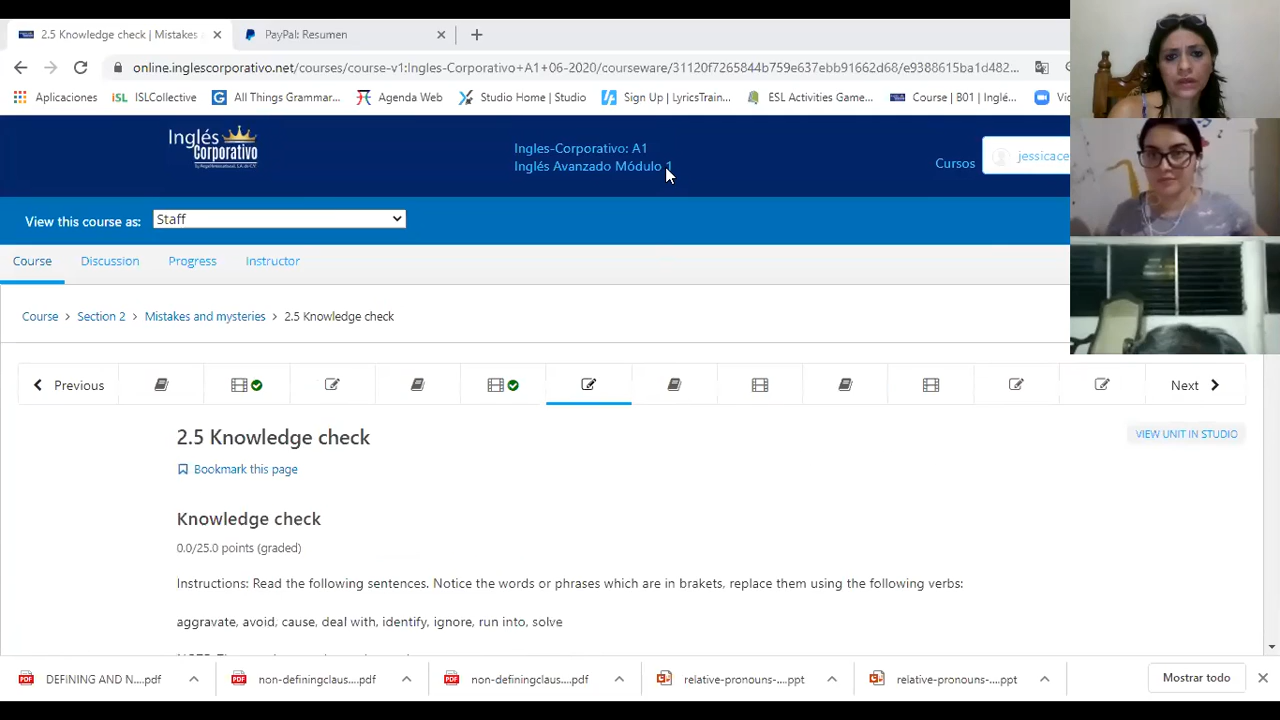 2.5 Knowledge check | Mistakes a
PayPal: Resumen
online.inglescorporativo.net/courses/course-v1:Ingles-Corporativo+A1+06-2020/courseware/31120f7265844b759e637ebb91662d68/e9388615ba1d482...
Aplicaciones iSL ISLCollective All Things Grammar... Agenda Web Studio Home | Studio Sign Up | LyricsTrain... ESL Activities Game... Course | B01 | Inglé...
Inglés Corporativo
Ingles-Corporativo: A1
Inglés Avanzado Módulo 1
Cursos jessicace
View this course as: Staff
Course Discussion Progress Instructor
Course > Section 2 > Mistakes and mysteries > 2.5 Knowledge check
Previous Next
2.5 Knowledge check
VIEW UNIT IN STUDIO
Bookmark this page
Knowledge check
0.0/25.0 points (graded)
Instructions: Read the following sentences. Notice the words or phrases which are in brakets, replace them using the following verbs:
aggravate, avoid, cause, deal with, identify, ignore, run into, solve
DEFINING AND N....pdf non-definingclaus....pdf non-definingclaus....pdf relative-pronouns-....ppt relative-pronouns-....ppt Mostrar todo